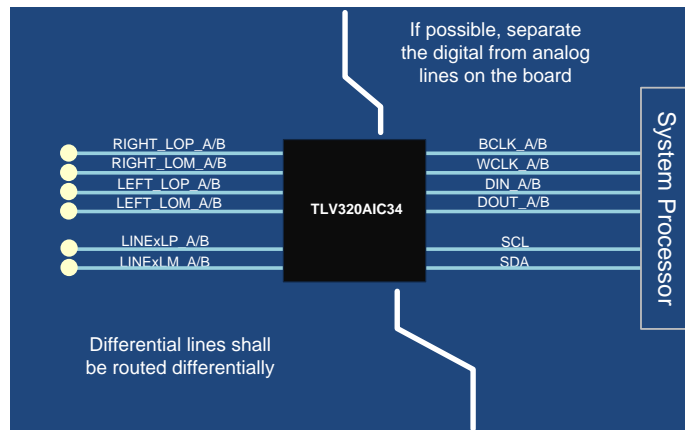 If possible, separate
the digital from analog
lines on the board
System Processor
RIGHT_LOP_A/B
RIGHT_LOM_A/B
LEFT_LOP_A/B
LEFT_LOM_A/B
LINExLP_A/B
LINExLM_A/B
TLV320AIC34
BCLK_A/B
WCLK_A/B
DIN_A/B
DOUT_A/B
SCL
SDA
Differential lines shall
be routed differentially